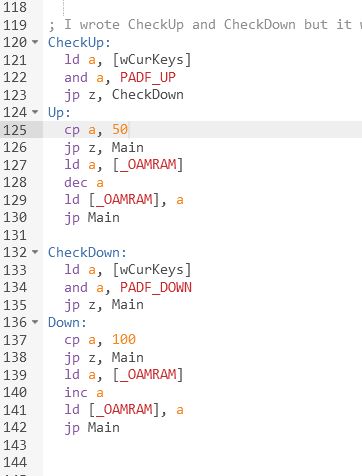 118
119 ; I wrote CheckUp and CheckDown but it
120 CheckUp:
121 ld a, [wCurKeys]
122 and a, PADF_UP
123 jp z, CheckDown
124 Up:
125 cp a, 50
126 jp z, Main
127 ld a, [_OAMRAM]
128 dec a
129 ld [_OAMRAM], a
130 jp Main
131
132 CheckDown:
133 ld a, [wCurKeys]
134 and a, PADF_DOWN
135 jp z, Main
136 Down:
137 cp a, 100
138 jp z, Main
139 ld a, [_OAMRAM]
140 inc a
141 ld [_OAMRAM], a
142 jp Main
143
144